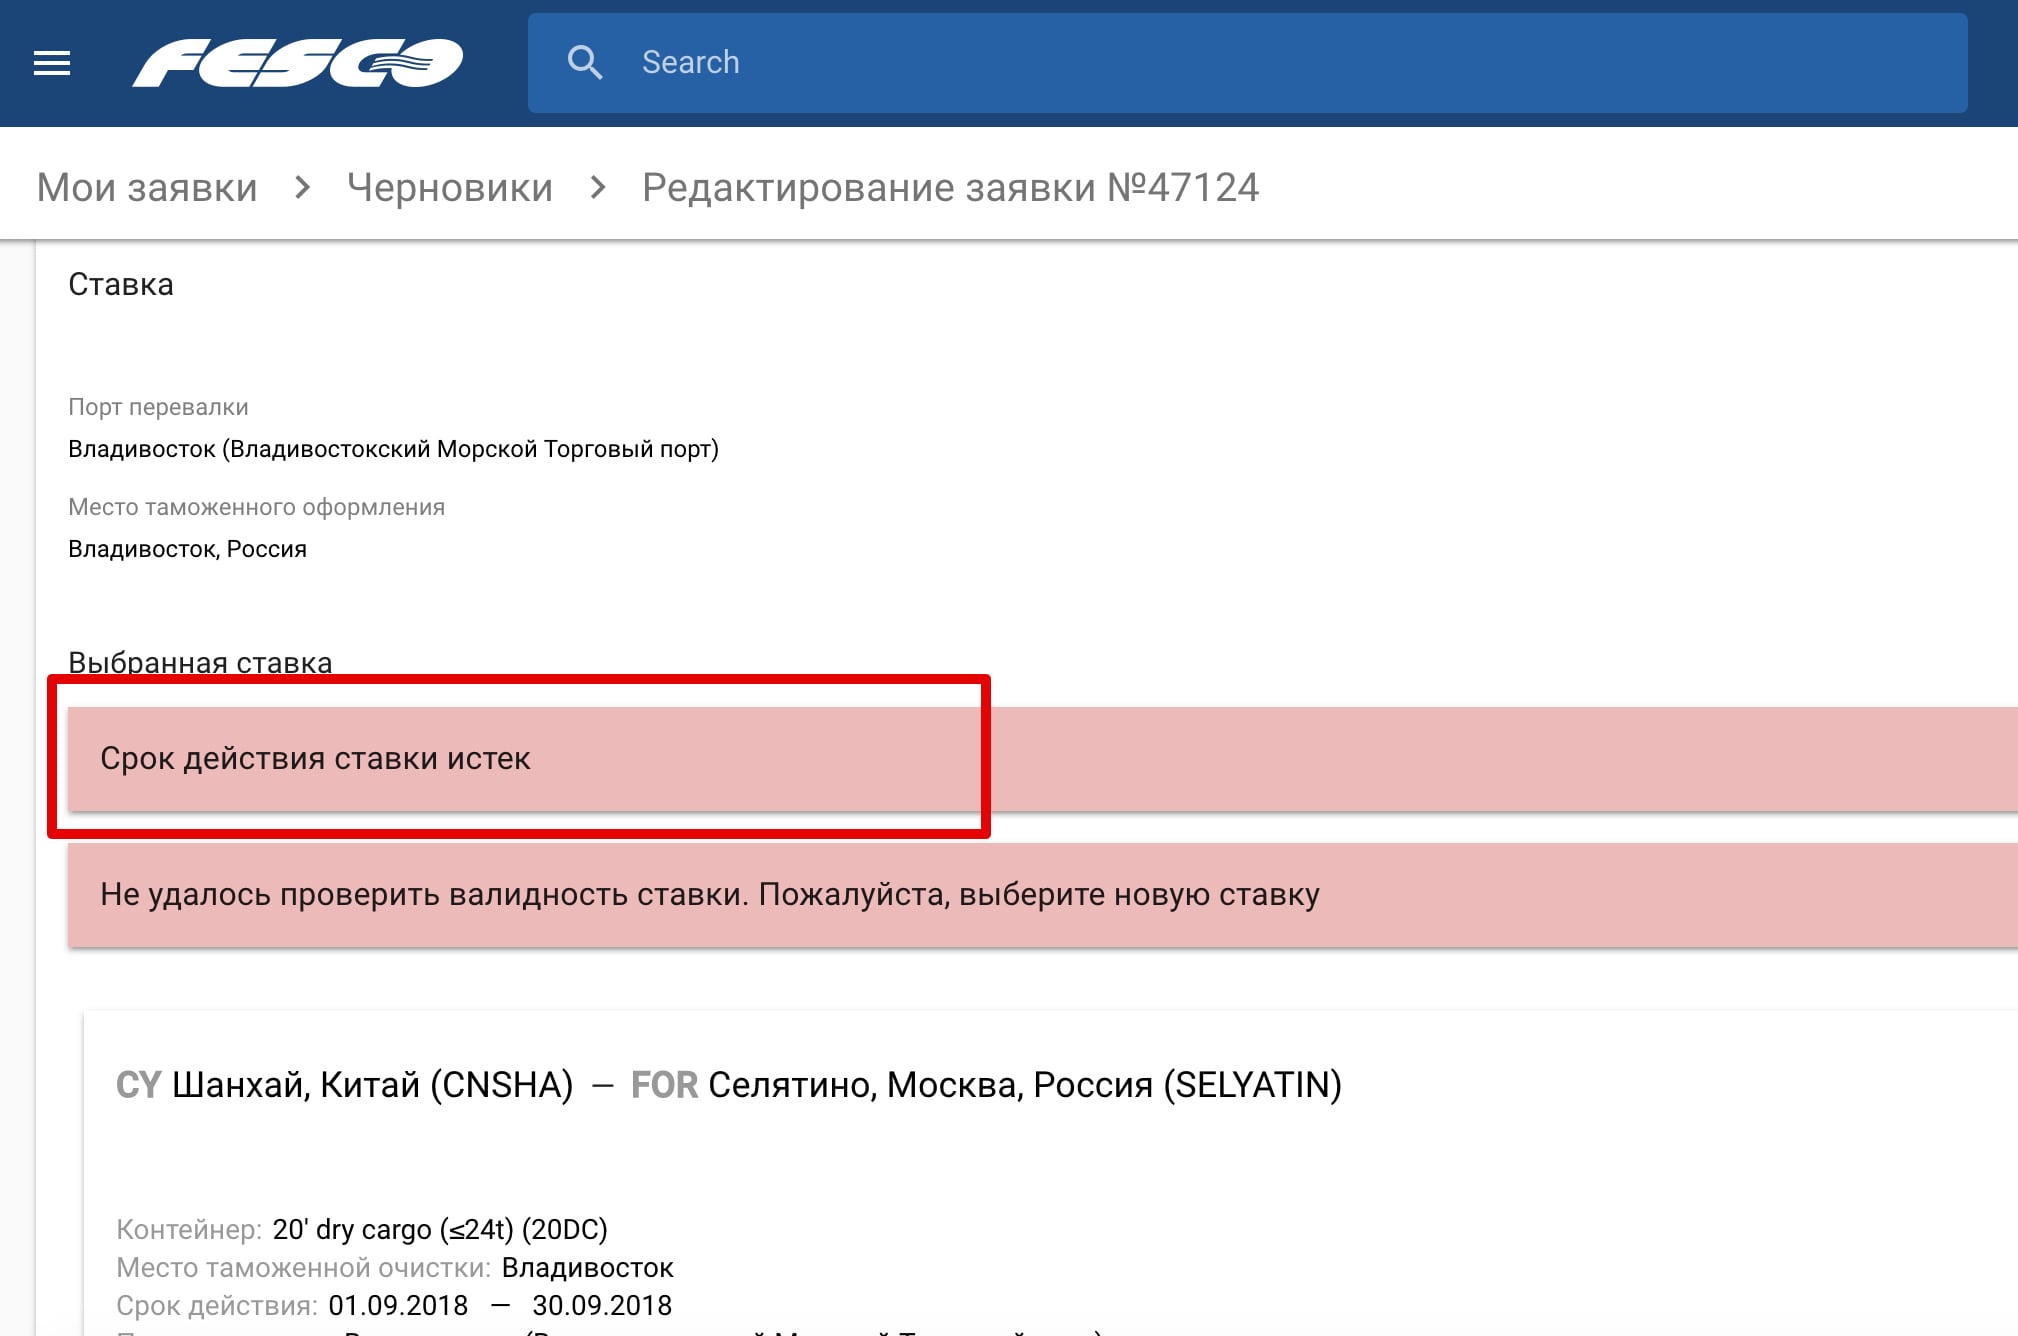 FESCO
Search
Мои заявки > Черновики > Редактирование заявки №47124
Ставка
Порт перевалки
Владивосток (Владивостокский Морской Торговый порт)
Место таможенного оформления
Владивосток, Россия
Выбранная ставка
Срок действия ставки истек
Не удалось проверить валидность ставки. Пожалуйста, выберите новую ставку
CY Шанхай, Китай (CNSHA) — FOR Селятино, Москва, Россия (SELYATIN)
Контейнер: 20' dry cargo (≤24t) (20DC)
Место таможенной очистки: Владивосток
Срок действия: 01.09.2018 — 30.09.2018